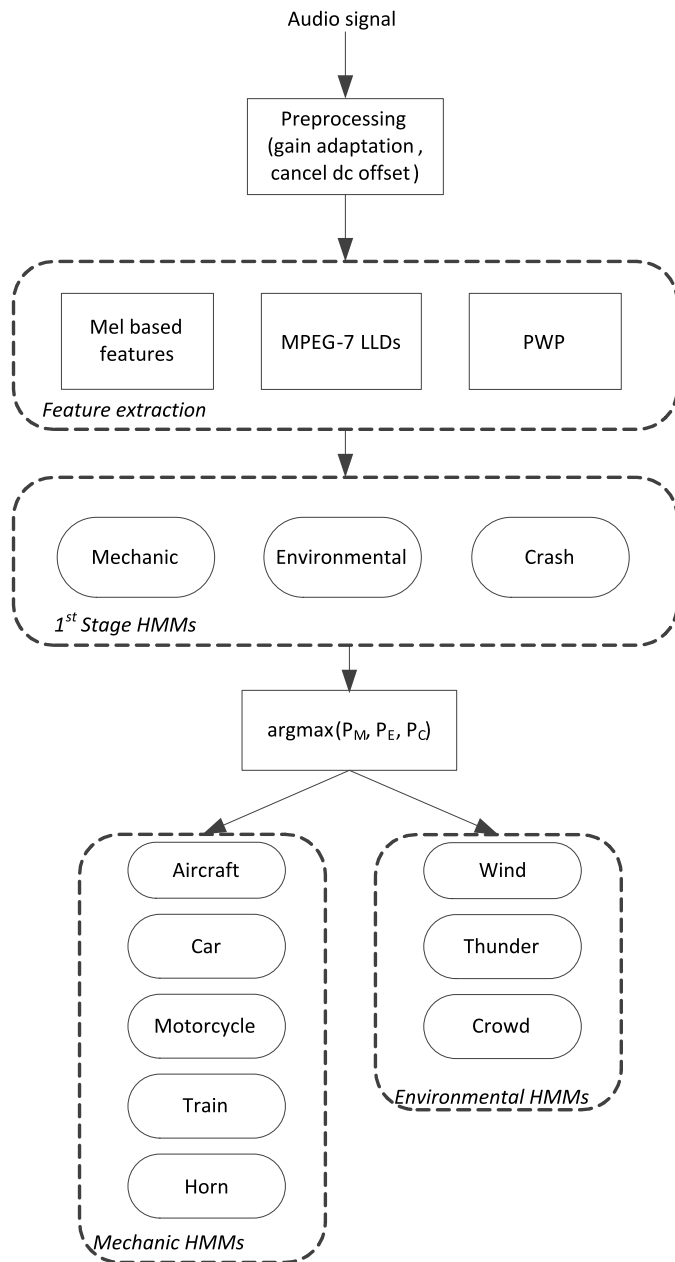 Audio signal
Preprocessing
(gain adaptation,
cancel dc offset)
Mel based
features
MPEG-7 LLDs
PWP
Feature extraction
Mechanic
Environmental
Crash
1st Stage HMMs
argmax(PM, PE, PC)
Aircraft
Car
Motorcycle
Train
Horn
Mechanic HMMs
Wind
Thunder
Crowd
Environmental HMMs